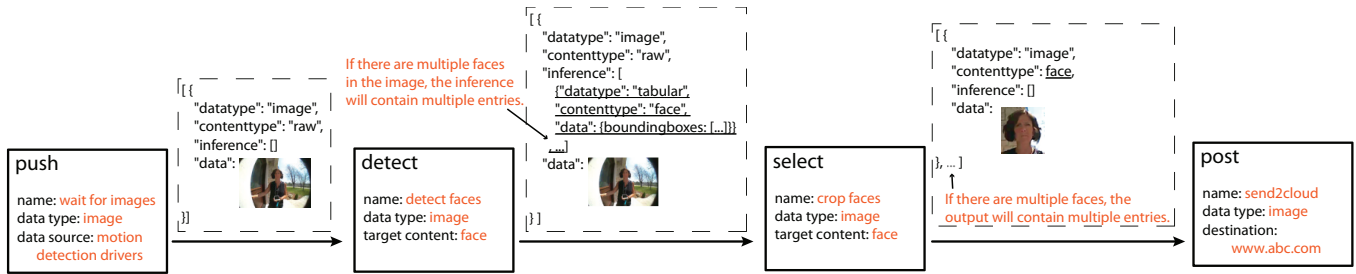 push
name: wait for images
data type: image
data source: motion
detection drivers
[ {
"datatype": "image",
"contenttype": "raw",
"inference": []
"data":
}]
detect
name: detect faces
data type: image
target content: face
If there are multiple faces
in the image, the inference
will contain multiple entries.
[ {
"datatype": "image",
"contenttype": "raw",
"inference": [
{"datatype": "tabular",
"contenttype": "face",
"data": {boundingboxes: [...]}}
, ...]
"data":
} ]
select
name: crop faces
data type: image
target content: face
[ {
"datatype": "image",
"contenttype": face,
"inference": []
"data":
}, ... ]
If there are multiple faces, the
output will contain multiple entries.
post
name: send2cloud
data type: image
destination:
www.abc.com